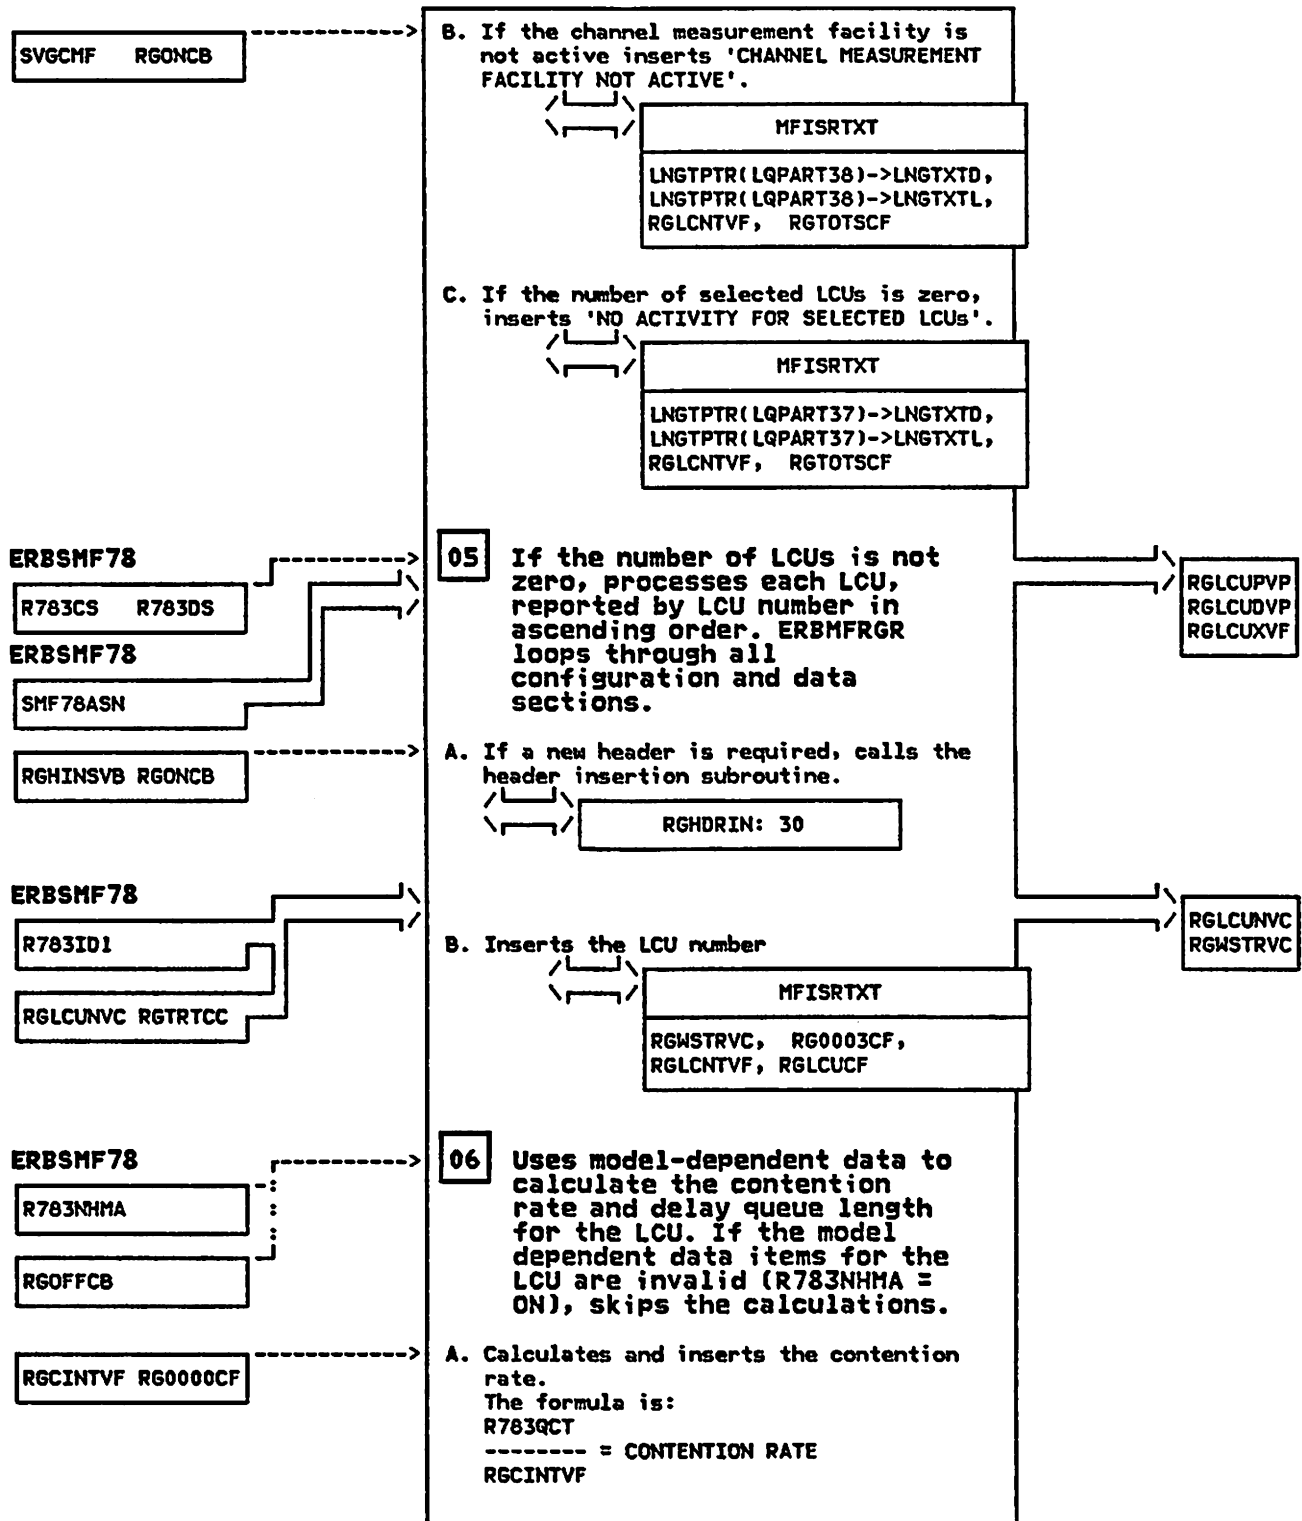 SVGCMF RGONCB
B. If the channel measurement facility is
not active inserts 'CHANNEL MEASUREMENT
FACILITY NOT ACTIVE'.
MFISRTXT
LNGTPTR(LQPART38)->LNGTXTD,
LNGTPTR(LQPART38)->LNGTXTL,
RGLCNTVF, RGTOTSCF
C. If the number of selected LCUs is zero,
inserts 'NO ACTIVITY FOR SELECTED LCUs'.
MFISRTXT
LNGTPTR(LQPART37)->LNGTXTD,
LNGTPTR(LQPART37)->LNGTXTL,
RGLCNTVF, RGTOTSCF
ERBSMF78
R783CS R783DS
ERBSMF78
SMF78ASN
05 If the number of LCUs is not
zero, processes each LCU,
reported by LCU number in
ascending order. ERBMFRGR
loops through all
configuration and data
sections.
RGLCUPVP
RGLCUDVP
RGLCUXVF
RGHINSVB RGONCB
A. If a new header is required, calls the
header insertion subroutine.
RGHDRIN: 30
ERBSMF78
R783ID1
RGLCUNVC RGTRTCC
B. Inserts the LCU number
MFISRTXT
RGWSTRVC, RG0003CF,
RGLCNTVF, RGLCUCF
RGLCUNVC
RGWSTRVC
ERBSMF78
R783NHMA
RGOFFCB
06 Uses model-dependent data to
calculate the contention
rate and delay queue length
for the LCU. If the model
dependent data items for the
LCU are invalid (R783NHMA =
ON), skips the calculations.
RGCINTVF RG0000CF
A. Calculates and inserts the contention
rate.
The formula is:
R783QCT
-------- = CONTENTION RATE
RGCINTVF